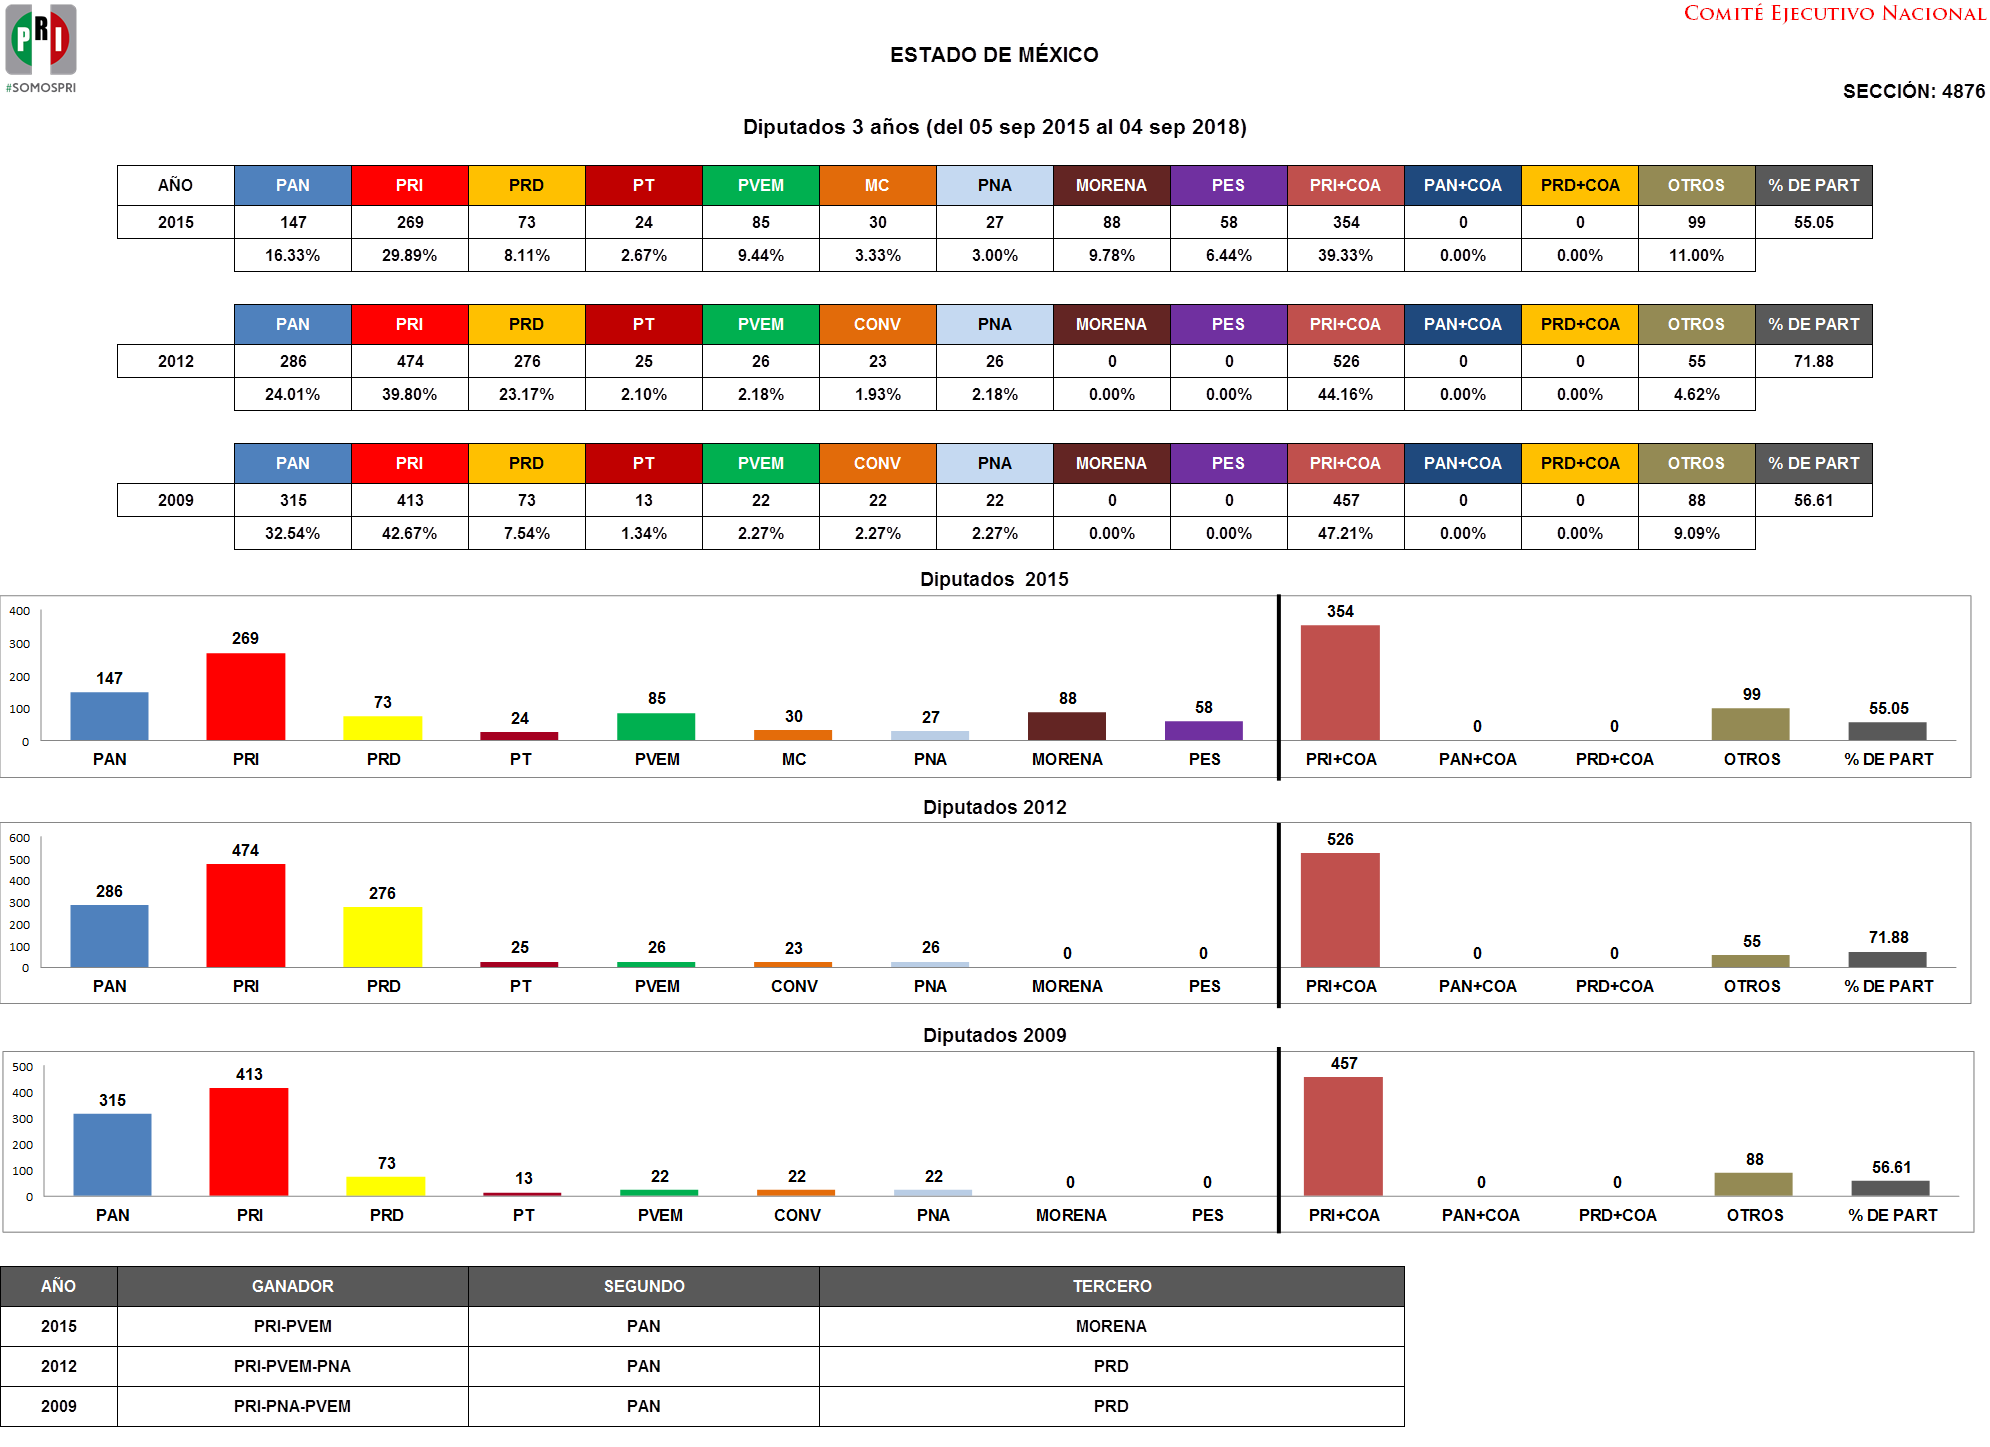 PRI
#SOMOSPRI
COMITÉ EJECUTIVO NACIONAL
ESTADO DE MÉXICO
SECCIÓN: 4876
Diputados 3 años (del 05 sep 2015 al 04 sep 2018)
AÑO PAN PRI PRD PT PVEM MC PNA MORENA PES PRI+COA PAN+COA PRD+COA OTROS % DE PART
2015 147 269 73 24 85 30 27 88 58 354 0 0 99 55.05
16.33% 29.89% 8.11% 2.67% 9.44% 3.33% 3.00% 9.78% 6.44% 39.33% 0.00% 0.00% 11.00%
PAN PRI PRD PT PVEM CONV PNA MORENA PES PRI+COA PAN+COA PRD+COA OTROS % DE PART
2012 286 474 276 25 26 23 26 0 0 526 0 0 55 71.88
24.01% 39.80% 23.17% 2.10% 2.18% 1.93% 2.18% 0.00% 0.00% 44.16% 0.00% 0.00% 4.62%
PAN PRI PRD PT PVEM CONV PNA MORENA PES PRI+COA PAN+COA PRD+COA OTROS % DE PART
2009 315 413 73 13 22 22 22 0 0 457 0 0 88 56.61
32.54% 42.67% 7.54% 1.34% 2.27% 2.27% 2.27% 0.00% 0.00% 47.21% 0.00% 0.00% 9.09%
Diputados 2015
400
300
200
100
0
147 269 73 24 85 30 27 88 58 354 0 0 99 55.05
PAN PRI PRD PT PVEM MC PNA MORENA PES PRI+COA PAN+COA PRD+COA OTROS % DE PART
Diputados 2012
600
500
400
300
200
100
0
286 474 276 25 26 23 26 0 0 526 0 0 55 71.88
PAN PRI PRD PT PVEM CONV PNA MORENA PES PRI+COA PAN+COA PRD+COA OTROS % DE PART
Diputados 2009
500
400
300
200
100
0
315 413 73 13 22 22 22 0 0 457 0 0 88 56.61
PAN PRI PRD PT PVEM CONV PNA MORENA PES PRI+COA PAN+COA PRD+COA OTROS % DE PART
AÑO GANADOR SEGUNDO TERCERO
2015 PRI-PVEM PAN MORENA
2012 PRI-PVEM-PNA PAN PRD
2009 PRI-PNA-PVEM PAN PRD